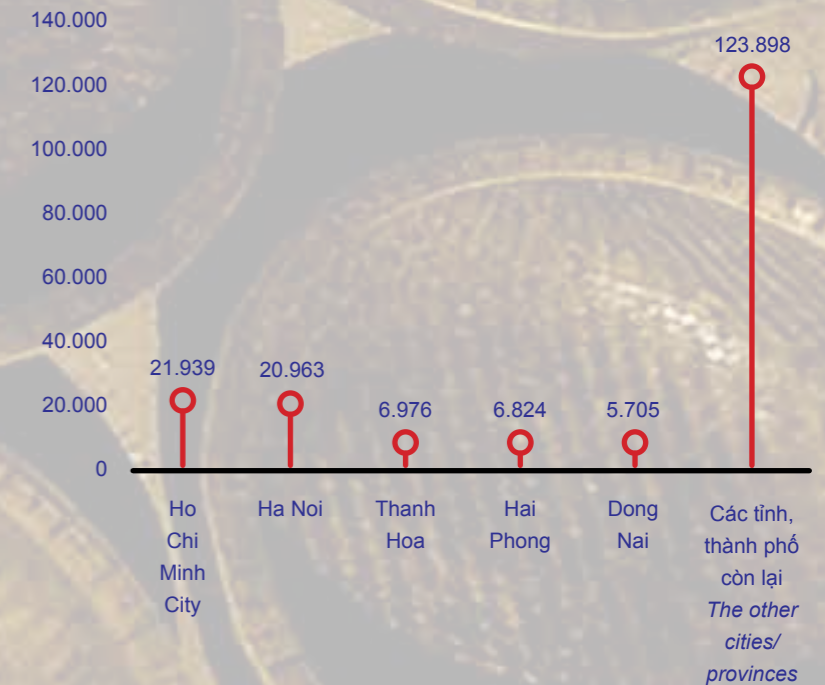 140.000
123.898
120.000
100.000
80.000
60.000
40.000
21.939
20.963
20.000
6.976
6.824
5.705
0
Ho
Chi
Minh
City
Ha Noi
Thanh
Hoa
Hai
Phong
Dong
Nai
Các tỉnh,
thành phố
còn lại
The other
cities/
provinces